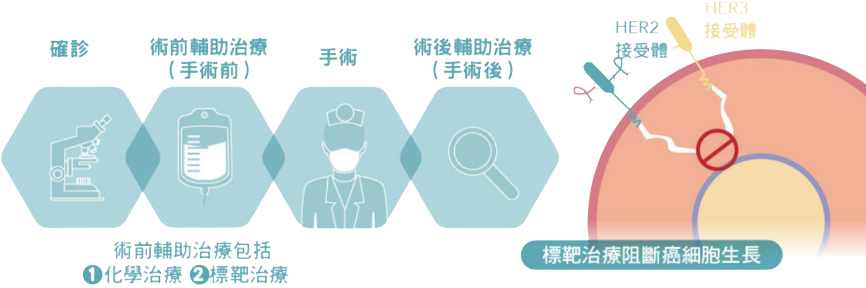 確診
術前輔助治療
（手術前）
手術
術後輔助治療
（手術後）
術前輔助治療包括
❶化學治療 ❷標靶治療
HER2
接受體
HER3
接受體
標靶治療阻斷癌細胞生長